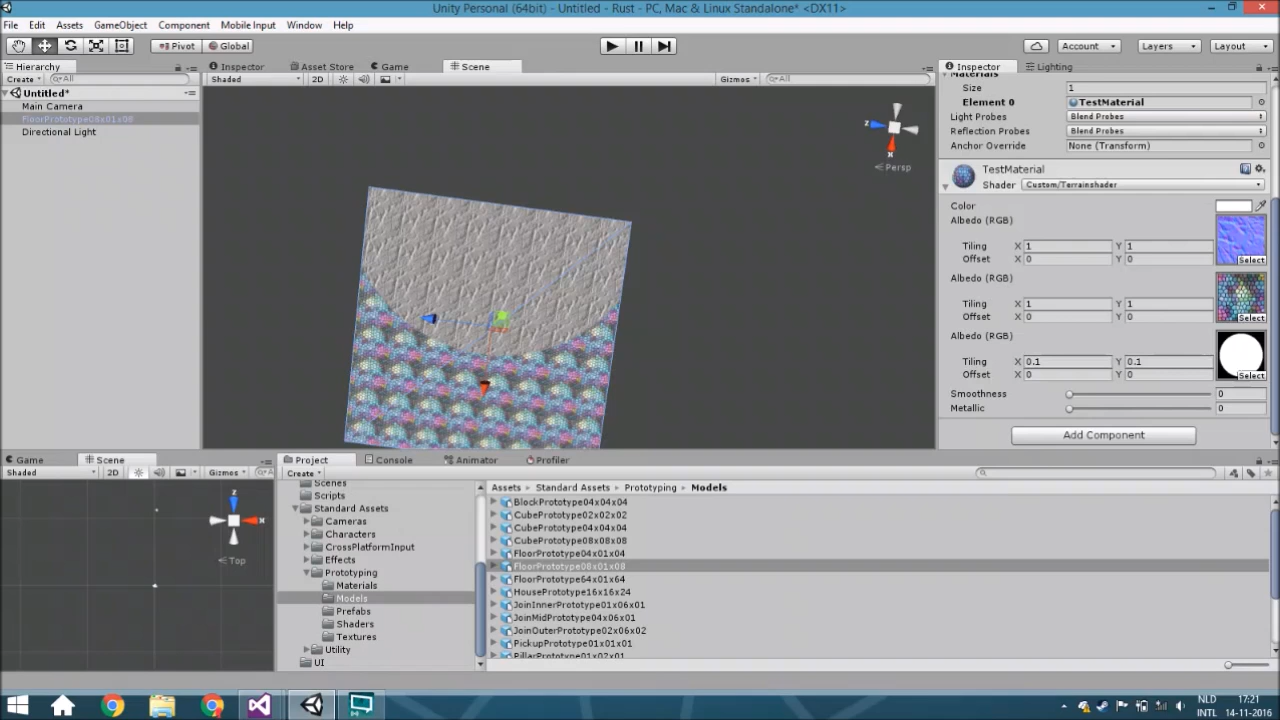 Unity Personal (64bit) - Untitled - Rust - PC, Mac & Linux Standalone* <DX11>
File Edit Assets GameObject Component Mobile Input Window Help
Pivot Global Account Layers Layout
Hierarchy
Create All
Untitled*
Main Camera
FloorPrototype08x01x08
Directional Light
Inspector Asset Store Game Scene
Shaded 2D Gizmos All
z
x
Persp
Inspector Lighting
Materials
Size 1
Element 0 TestMaterial
Light Probes Blend Probes
Reflection Probes Blend Probes
Anchor Override None (Transform)
TestMaterial
Shader Custom/Terrainshader
Color
Albedo (RGB)
Tiling X 1 Y 1
Offset X 0 Y 0
Select
Albedo (RGB)
Tiling X 1 Y 1
Offset X 0 Y 0
Select
Albedo (RGB)
Tiling X 0.1 Y 0.1
Offset X 0 Y 0
Select
Smoothness 0
Metallic 0
Add Component
Game Scene
Shaded 2D Gizmos
z
x
Top
Project Console Animator Profiler
Create
Scenes
Scripts
Standard Assets
Cameras
Characters
CrossPlatformInput
Effects
Prototyping
Materials
Models
Prefabs
Shaders
Textures
Utility
UI
Assets Standard Assets Prototyping Models
BlockPrototype04x04x04
CubePrototype02x02x02
CubePrototype04x04x04
CubePrototype08x08x08
FloorPrototype04x01x04
FloorPrototype08x01x08
FloorPrototype64x01x64
HousePrototype16x16x24
JoinInnerPrototype01x06x01
JoinMidPrototype04x06x01
JoinOuterPrototype02x06x02
PickupPrototype01x01x01
PillarPrototype01x02x01
NLD 17:21
INTL 14-11-2016